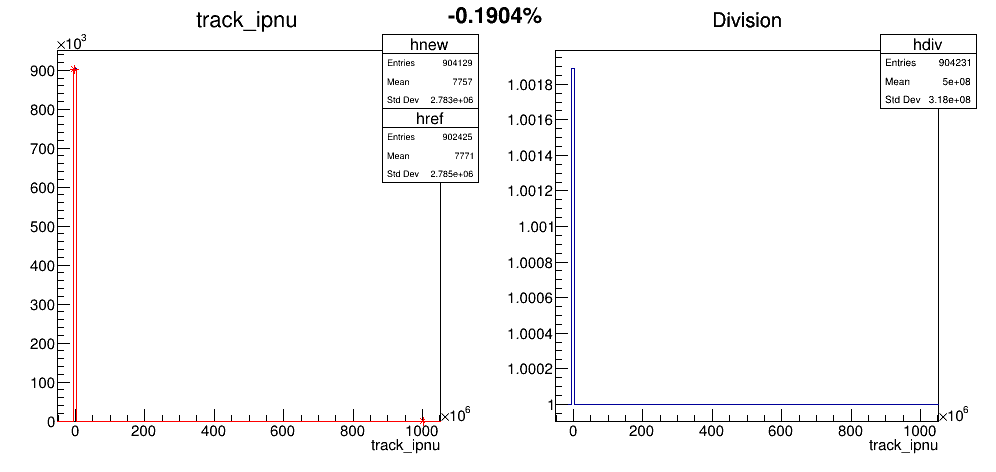 -0.1904%
track_ipnu
×10³
900
800
700
600
500
400
300
200
100
0
0 200 400 600 800 1000
×10⁶
track_ipnu
hnew
Entries 904129
Mean 7757
Std Dev 2.783e+06
href
Entries 902425
Mean 7771
Std Dev 2.785e+06
Division
1.0018
1.0016
1.0014
1.0012
1.001
1.0008
1.0006
1.0004
1.0002
1
0 200 400 600 800 1000
×10⁶
track_ipnu
hdiv
Entries 904231
Mean 5e+08
Std Dev 3.18e+08